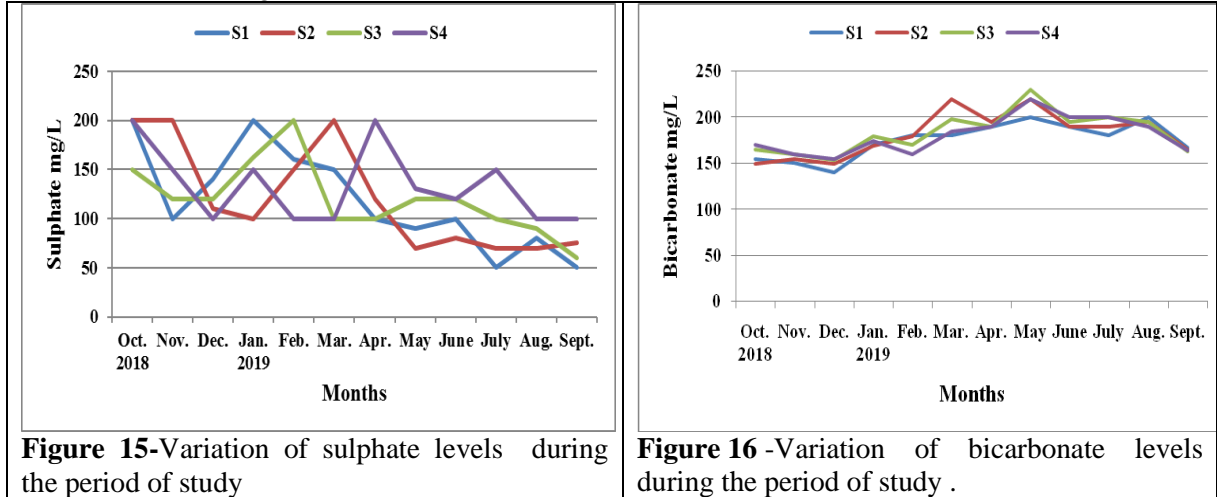 S1 S2 S3 S4
250
200
150
100
50
0
Sulphate mg/L
Oct. Nov. Dec. Jan. Feb. Mar. Apr. May June July Aug. Sept.
2018 2019
Months
Figure 15-Variation of sulphate levels during
the period of study
S1 S2 S3 S4
250
200
150
100
50
0
Bicarbonate mg/L
Oct. Nov. Dec. Jan. Feb. Mar. Apr. May June July Aug. Sept.
2018 2019
Months
Figure 16 -Variation of bicarbonate levels
during the period of study .